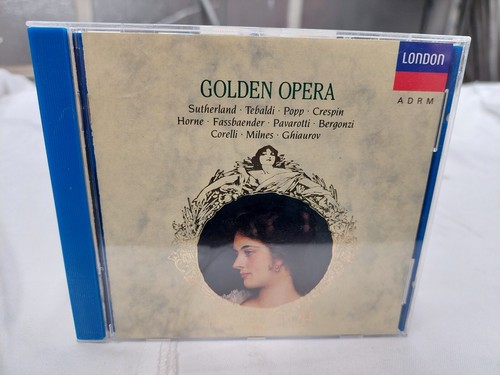 LONDON
ADRM
GOLDEN OPERA
Sutherland · Tebaldi · Popp · Crespin
Horne · Fassbaender · Pavarotti · Bergonzi
Corelli · Milnes · Ghiaurov